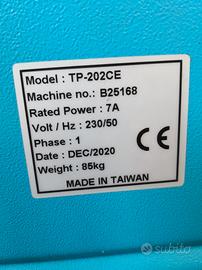 Model : TP-202CE
Machine no.: B25168
Rated Power : 7A
Volt / Hz : 230/50
Phase : 1
Date : DEC/2020
Weight : 85kg
CE
MADE IN TAIWAN
subito